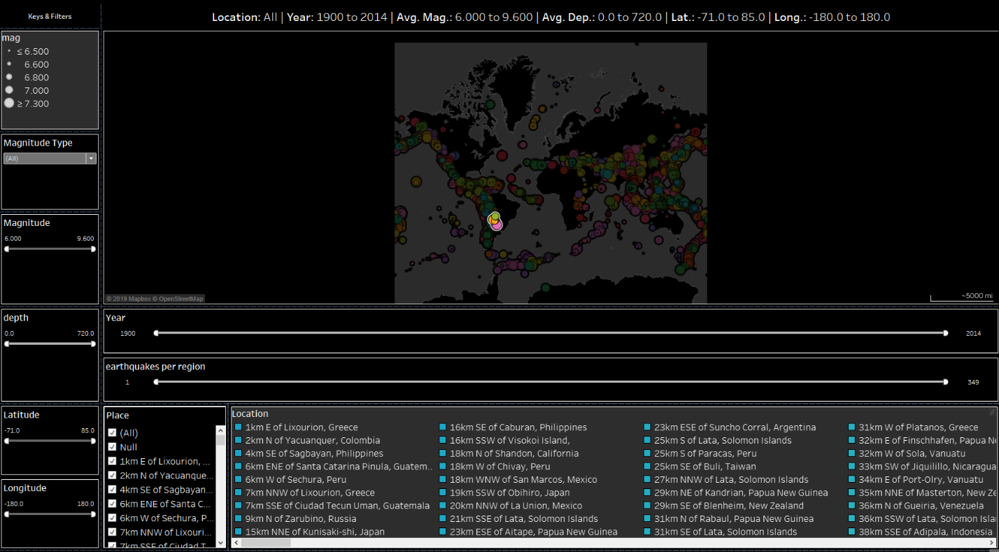 Keys & Filters
Location: All | Year: 1900 to 2014 | Avg. Mag.: 6.000 to 9.600 | Avg. Dep.: 0.0 to 720.0 | Lat.: -71.0 to 85.0 | Long.: -180.0 to 180.0
mag
≤ 6.500
6.600
6.800
7.000
≥ 7.300
Magnitude Type
(All)
Magnitude
6.000 9.600
© 2019 Mapbox © OpenStreetMap
~5000 mi
depth
0.0 720.0
Year
1900 2014
earthquakes per region
1 349
Latitude
-71.0 85.0
Longitude
-180.0 180.0
Place
(All)
Null
1km E of Lixourion, ...
2km N of Yacuanque...
4km SE of Sagbayan...
6km ENE of Santa C...
6km W of Sechura, P...
7km NNW of Lixouri...
7km SSE of Ciudad T...
Location
1km E of Lixourion, Greece
2km N of Yacuanquer, Colombia
4km SE of Sagbayan, Philippines
6km ENE of Santa Catarina Pinula, Guatem..
6km W of Sechura, Peru
7km NNW of Lixourion, Greece
7km SSE of Ciudad Tecun Uman, Guatemala
9km N of Zarubino, Russia
15km NNE of Kunisaki-shi, Japan
16km SE of Caburan, Philippines
16km SSW of Visokoi Island,
18km N of Shandon, California
18km W of Chivay, Peru
18km WNW of San Marcos, Mexico
19km SSW of Obihiro, Japan
20km NNW of La Union, Mexico
21km SSE of Lata, Solomon Islands
23km ESE of Aitape, Papua New Guinea
23km ESE of Suncho Corral, Argentina
25km S of Lata, Solomon Islands
25km S of Paracas, Peru
25km SE of Buli, Taiwan
27km NNW of Lata, Solomon Islands
29km NE of Kandrian, Papua New Guinea
29km SE of Blenheim, New Zealand
31km N of Rabaul, Papua New Guinea
31km SE of Lata, Solomon Islands
31km W of Platanos, Greece
32km E of Finschhafen, Papua Ne
32km W of Sola, Vanuatu
33km SW of Jiquilillo, Nicaragua
34km E of Port-Olry, Vanuatu
35km NNE of Masterton, New Ze
36km N of Gueiria, Venezuela
36km SSW of Lata, Solomon Isla
38km SSE of Adipala, Indonesia